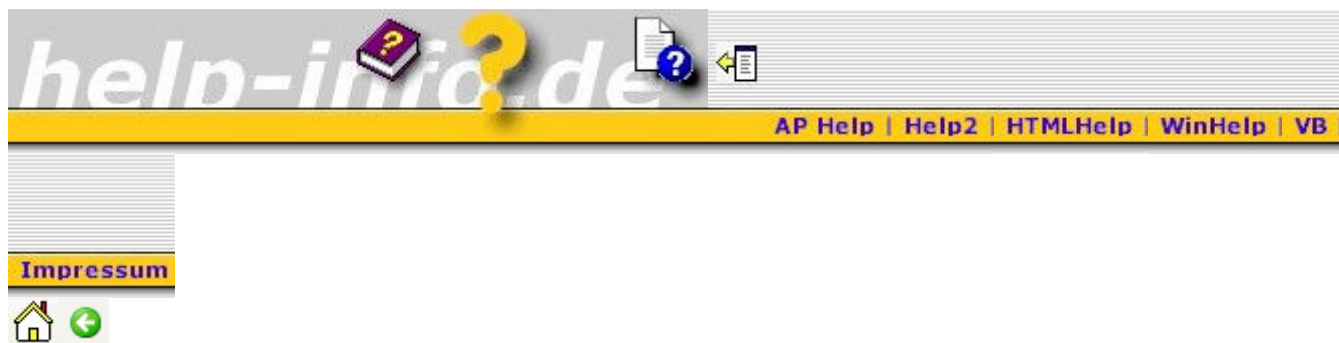 help-info.de
AP Help | Help2 | HTMLHelp | WinHelp | VB |
Impressum